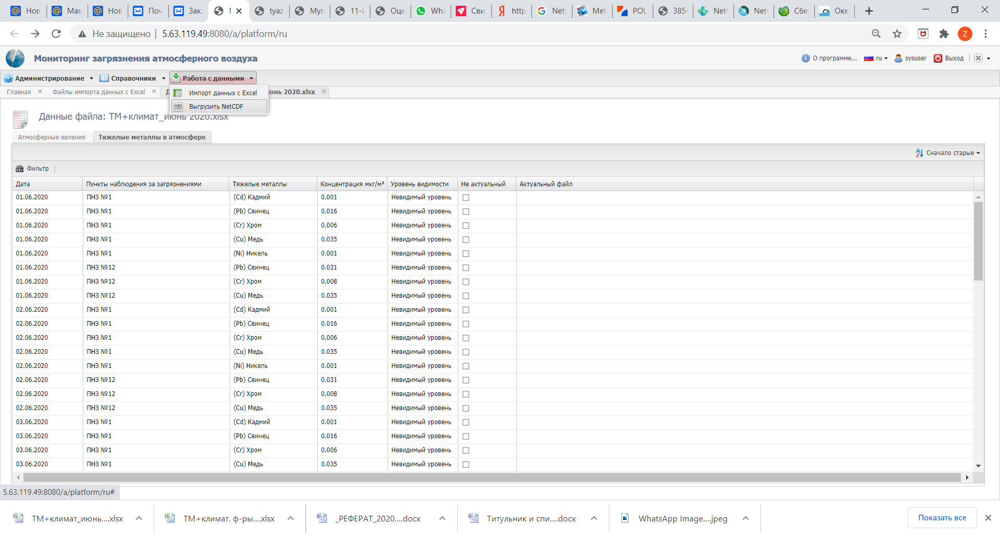 Нов
Мам
Нов
Поч
Закл
tyaz
Myn
11-И
Оце
Wha
Сви
http
Net
Met
POL
3854
Net
Net
Сбе
Оке
Не защищено | 5.63.119.49:8080/a/platform/ru
Z
Мониторинг загрязнения атмосферного воздуха
О программе... ru sysuser Выход
Администрирование Справочники Работа с данными
Главная Файлы импорта данных с Excel юнь 2020.xlsx
Импорт данных с Excel
Выгрузить NetCDF
Данные файла: ТМ+климат_июнь 2020.xlsx
Атмосферные явления Тяжелые металлы в атмосфере
Сначало старые
Фильтр
Дата Пункты наблюдения за загрязнениями Тяжелые металлы Концентрация мкг/м³ Уровень видимости Не актуальный Актуальный файл
01.06.2020 ПНЗ №1 (Cd) Кадмий 0.001 Невидимый уровень
01.06.2020 ПНЗ №1 (Pb) Свинец 0.016 Невидимый уровень
01.06.2020 ПНЗ №1 (Cr) Хром 0.006 Невидимый уровень
01.06.2020 ПНЗ №1 (Cu) Медь 0.035 Невидимый уровень
01.06.2020 ПНЗ №1 (Ni) Никель 0.001 Невидимый уровень
01.06.2020 ПНЗ №12 (Pb) Свинец 0.031 Невидимый уровень
01.06.2020 ПНЗ №12 (Cr) Хром 0.008 Невидимый уровень
01.06.2020 ПНЗ №12 (Cu) Медь 0.035 Невидимый уровень
02.06.2020 ПНЗ №1 (Cd) Кадмий 0.001 Невидимый уровень
02.06.2020 ПНЗ №1 (Pb) Свинец 0.016 Невидимый уровень
02.06.2020 ПНЗ №1 (Cr) Хром 0.006 Невидимый уровень
02.06.2020 ПНЗ №1 (Cu) Медь 0.035 Невидимый уровень
02.06.2020 ПНЗ №1 (Ni) Никель 0.001 Невидимый уровень
02.06.2020 ПНЗ №12 (Pb) Свинец 0.031 Невидимый уровень
02.06.2020 ПНЗ №12 (Cr) Хром 0.008 Невидимый уровень
02.06.2020 ПНЗ №12 (Cu) Медь 0.035 Невидимый уровень
03.06.2020 ПНЗ №1 (Cd) Кадмий 0.001 Невидимый уровень
03.06.2020 ПНЗ №1 (Pb) Свинец 0.016 Невидимый уровень
03.06.2020 ПНЗ №1 (Cr) Хром 0.006 Невидимый уровень
03.06.2020 ПНЗ №1 (Cu) Медь 0.035 Невидимый уровень
5.63.119.49:8080/a/platform/ru#
ТМ+климат_июнь....xlsx ТМ+климат. ф-ры....xlsx _РЕФЕРАТ_2020....docx Титульник и спи....docx WhatsApp Image....jpeg Показать все